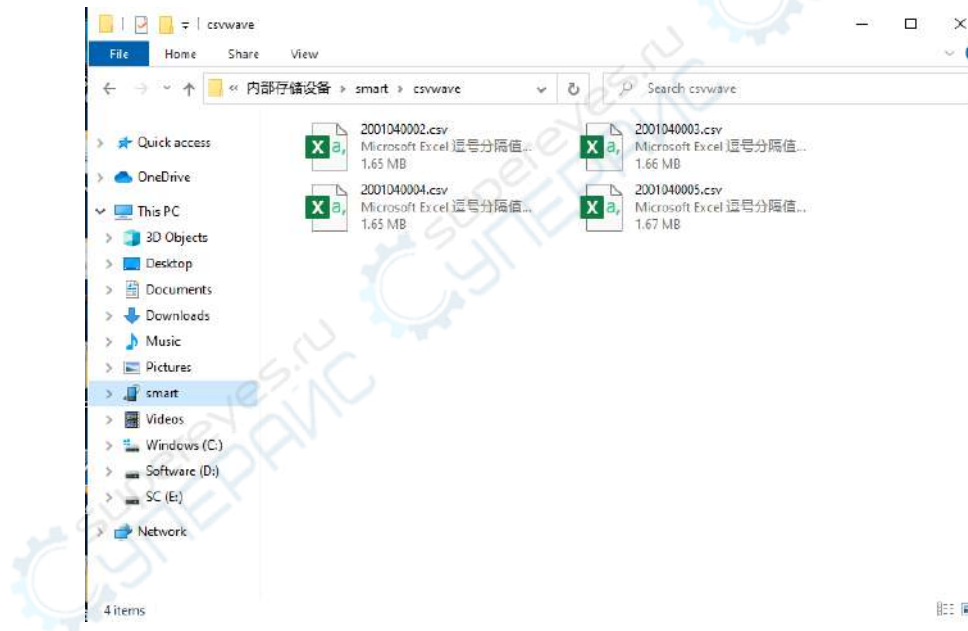 csvwave
File Home Share View
« 内部存储设备 > smart > csvwave
Search csvwave
Quick access
OneDrive
This PC
3D Objects
Desktop
Documents
Downloads
Music
Pictures
smart
Videos
Windows (C:)
Software (D:)
SC (E:)
Network
2001040002.csv
Microsoft Excel 逗号分隔值...
1.65 MB
2001040003.csv
Microsoft Excel 逗号分隔值...
1.66 MB
2001040004.csv
Microsoft Excel 逗号分隔值...
1.65 MB
2001040005.csv
Microsoft Excel 逗号分隔值...
1.67 MB
4 items
supereyes.ru
СУПЕРАЙС
supereyes.ru
СУПЕРАЙС